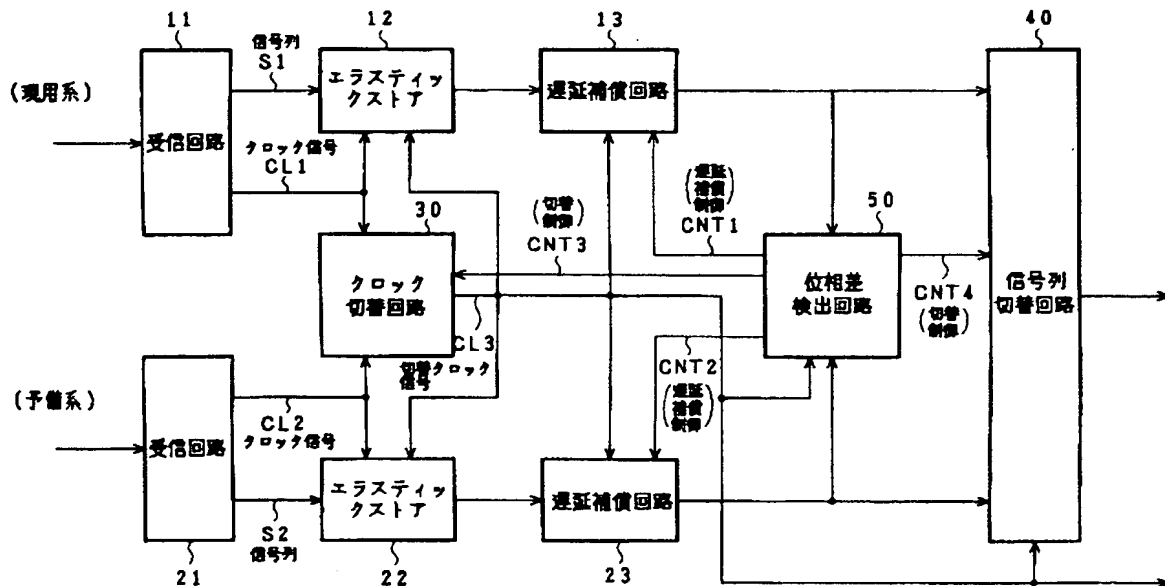 11
12
13
40
信号列
S1
(現用系)
受信回路
エラスティッ
クストア
遅延補償回路
クロック信号
CL1
30
(切替
制御)
CNT3
(遅延
補償
制御)
CNT1
50
クロック
切替回路
位相差
検出回路
CNT4
(切替
制御)
信号列
切替回路
CL3
切替クロック
信号
CNT2
(遅延
補償
制御)
(予備系)
CL2
クロック信号
受信回路
エラスティッ
クストア
遅延補償回路
S2
信号列
21
22
23